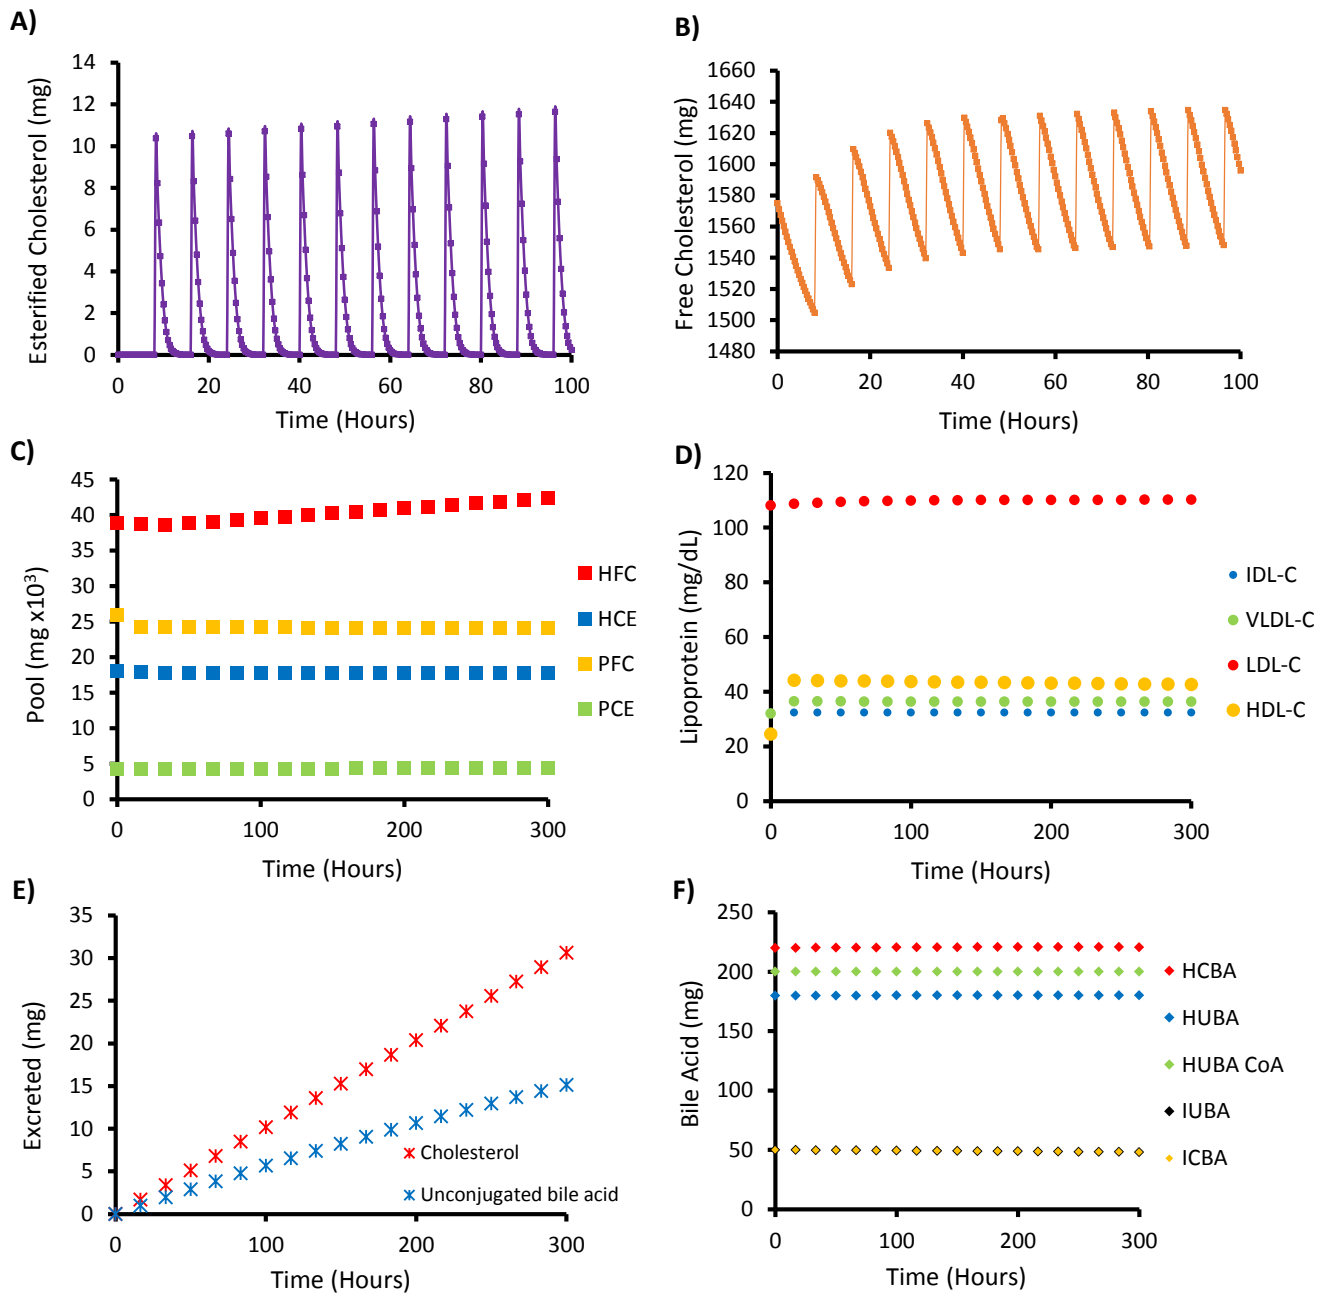 A)
Esterified Cholesterol (mg)
14
12
10
8
6
4
2
0
0 20 40 60 80 100
Time (Hours)
B)
Free Cholesterol (mg)
1660
1640
1620
1600
1580
1560
1540
1520
1500
1480
0 20 40 60 80 100
Time (Hours)
C)
Pool (mg x10³)
45
40
35
30
25
20
15
10
5
0
0 100 200 300
Time (Hours)
HFC
HCE
PFC
PCE
D)
Lipoprotein (mg/dL)
120
100
80
60
40
20
0
0 100 200 300
Time (Hours)
IDL-C
VLDL-C
LDL-C
HDL-C
E)
Excreted (mg)
35
30
25
20
15
10
5
0
0 100 200 300
Time (Hours)
Cholesterol
Unconjugated bile acid
F)
Bile Acid (mg)
250
200
150
100
50
0
0 100 200 300
Time (Hours)
HCBA
HUBA
HUBA CoA
IUBA
ICBA